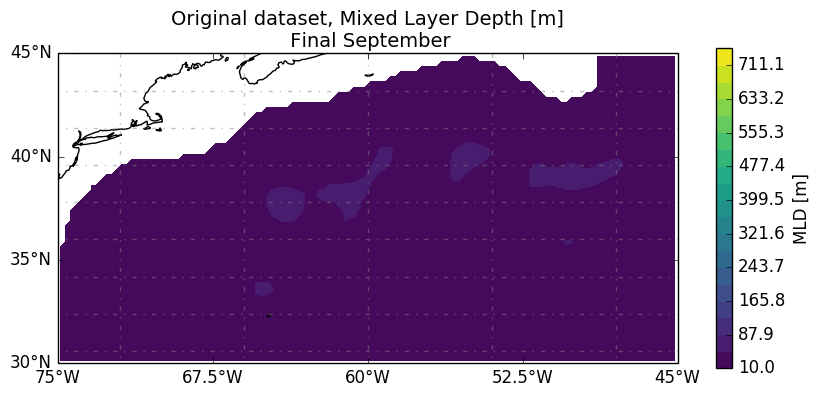 Original dataset, Mixed Layer Depth [m]
Final September
45°N
40°N
35°N
30°N
75°W
67.5°W
60°W
52.5°W
45°W
711.1
633.2
555.3
477.4
399.5
321.6
243.7
165.8
87.9
10.0
MLD [m]